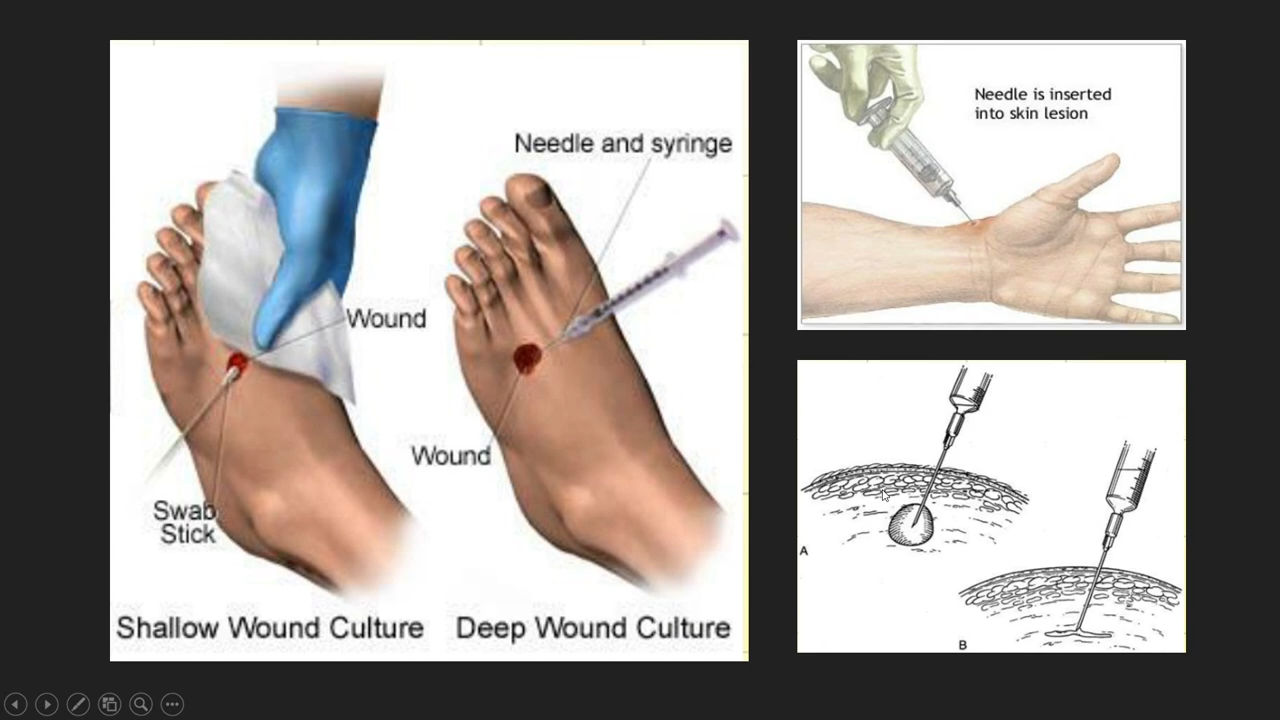 Needle and syringe
Wound
Wound
Swab
Stick
Shallow Wound Culture
Deep Wound Culture
Needle is inserted
into skin lesion
A
B